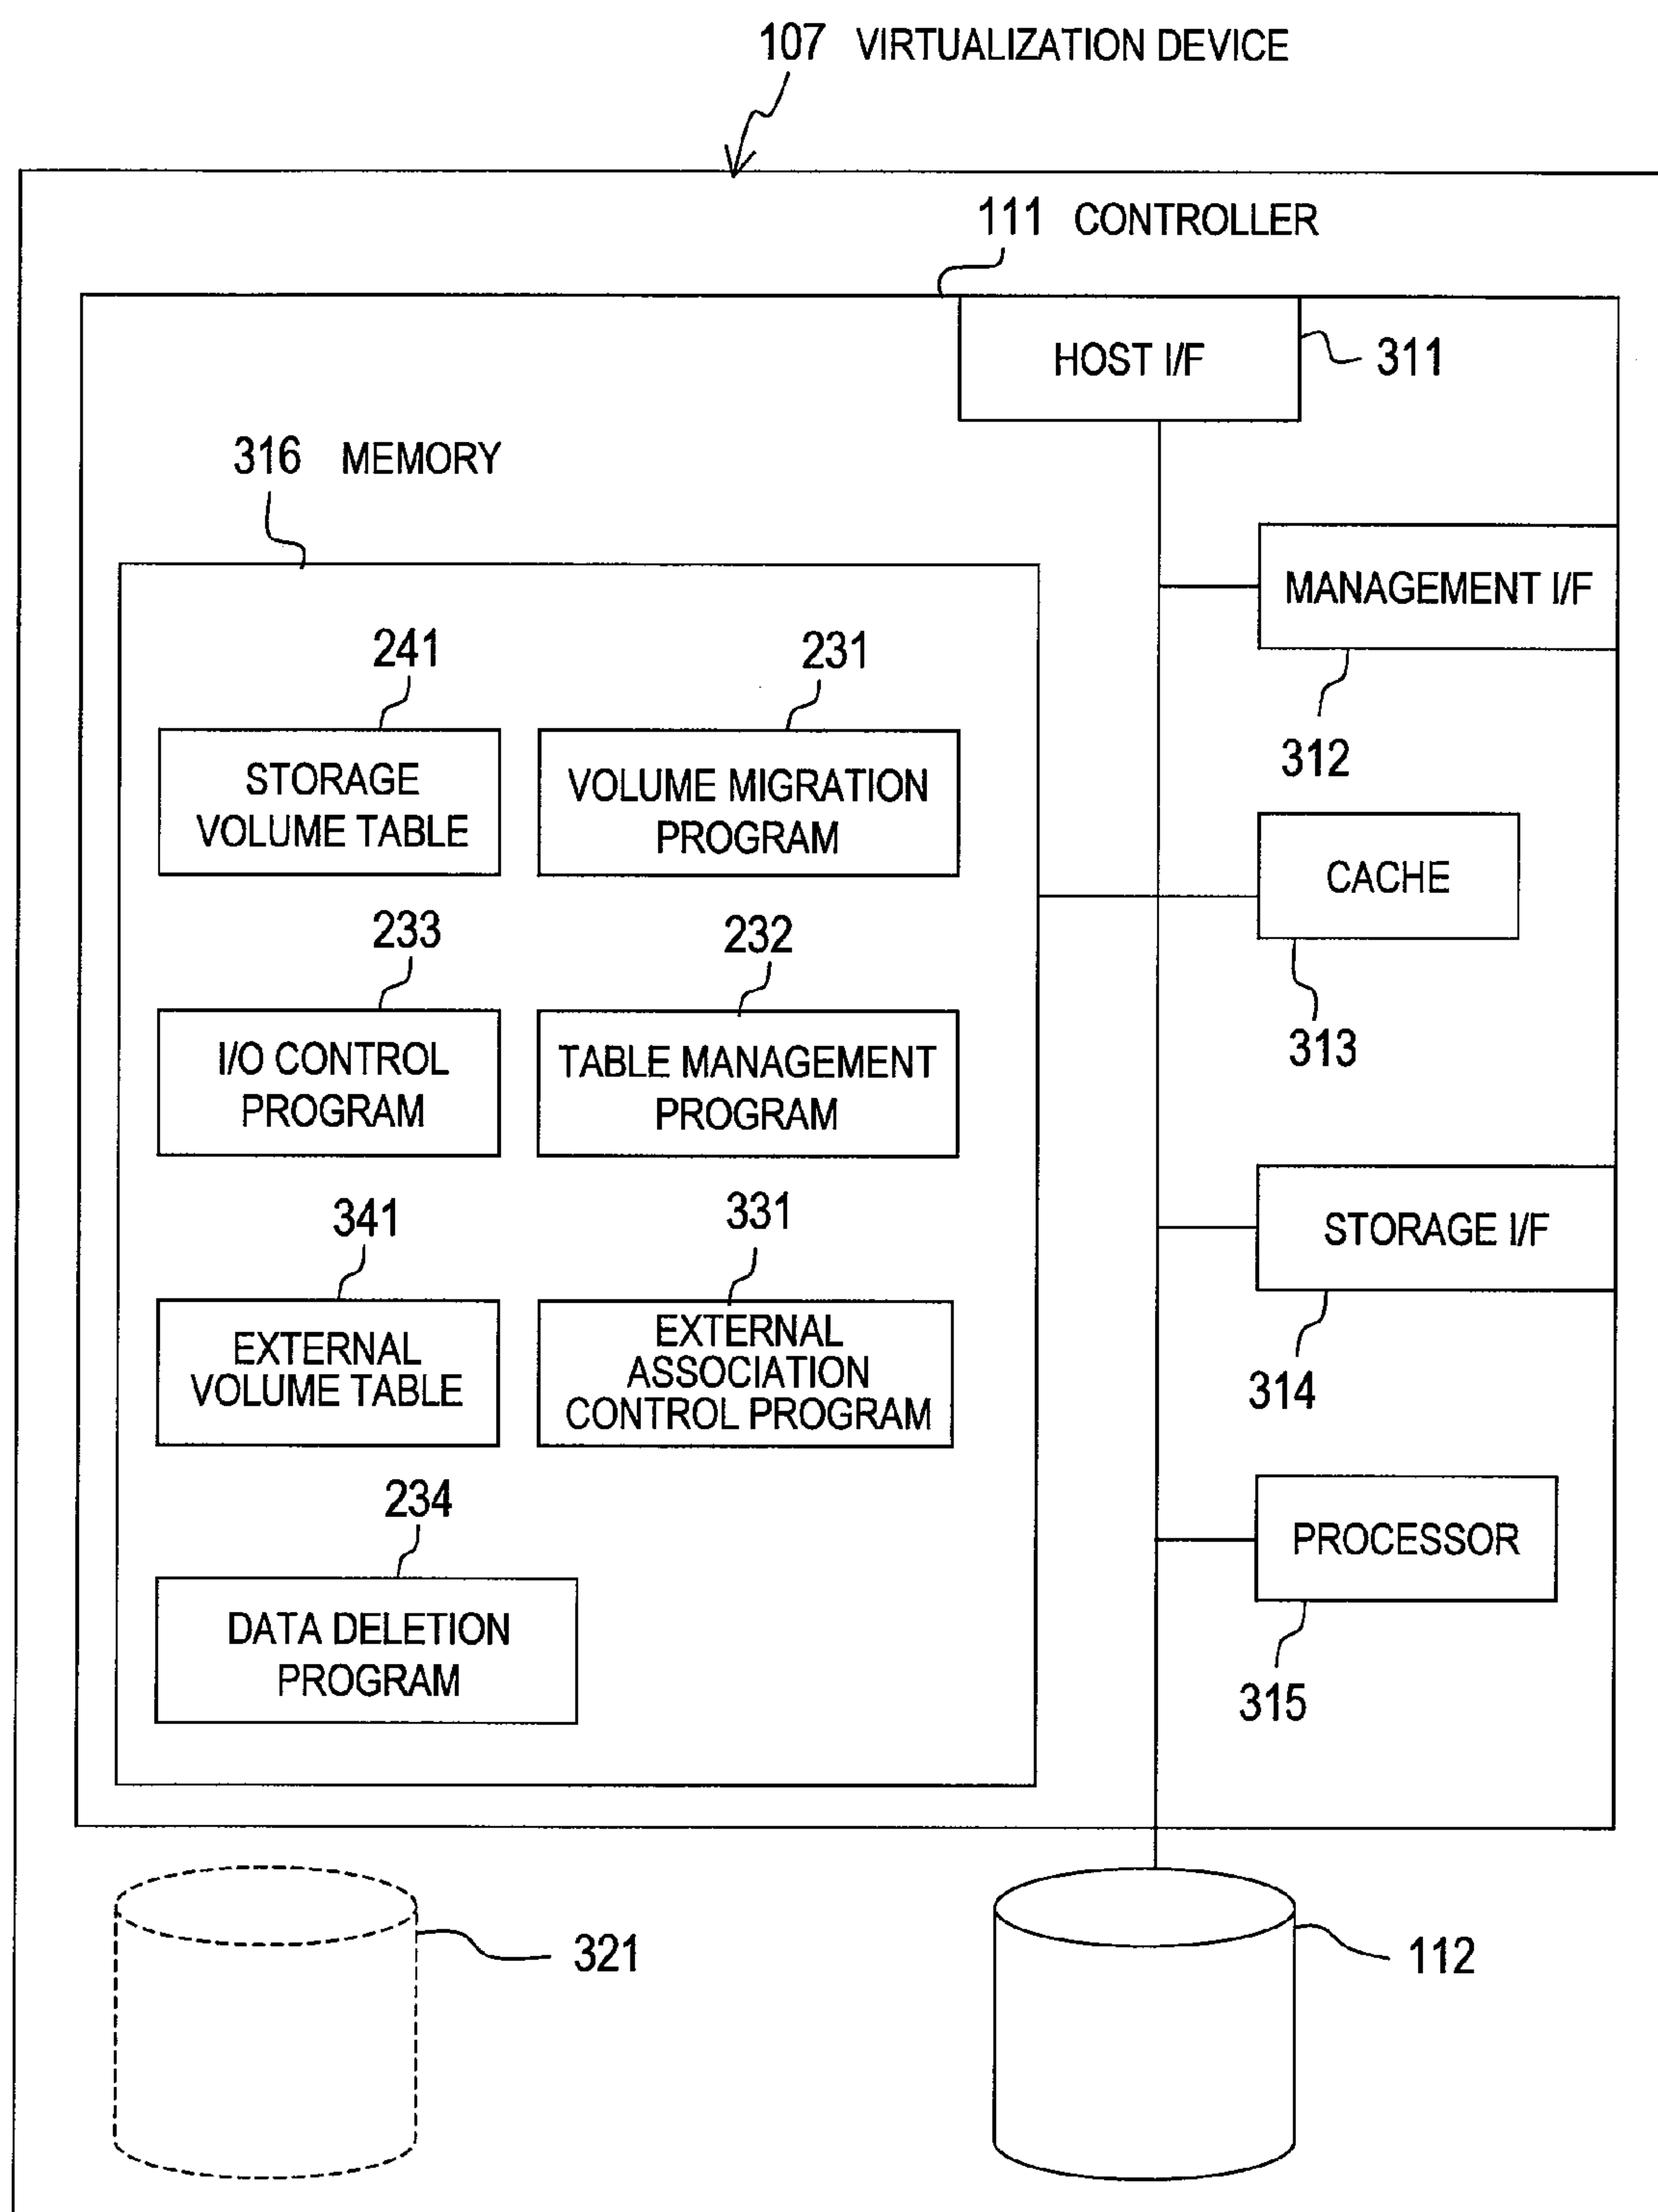 107 VIRTUALIZATION DEVICE
111 CONTROLLER
HOST I/F
311
316 MEMORY
MANAGEMENT I/F
312
241
231
STORAGE
VOLUME TABLE
VOLUME MIGRATION
PROGRAM
CACHE
313
233
232
I/O CONTROL
PROGRAM
TABLE MANAGEMENT
PROGRAM
STORAGE I/F
314
341
331
EXTERNAL
VOLUME TABLE
EXTERNAL
ASSOCIATION
CONTROL PROGRAM
PROCESSOR
315
234
DATA DELETION
PROGRAM
321
112